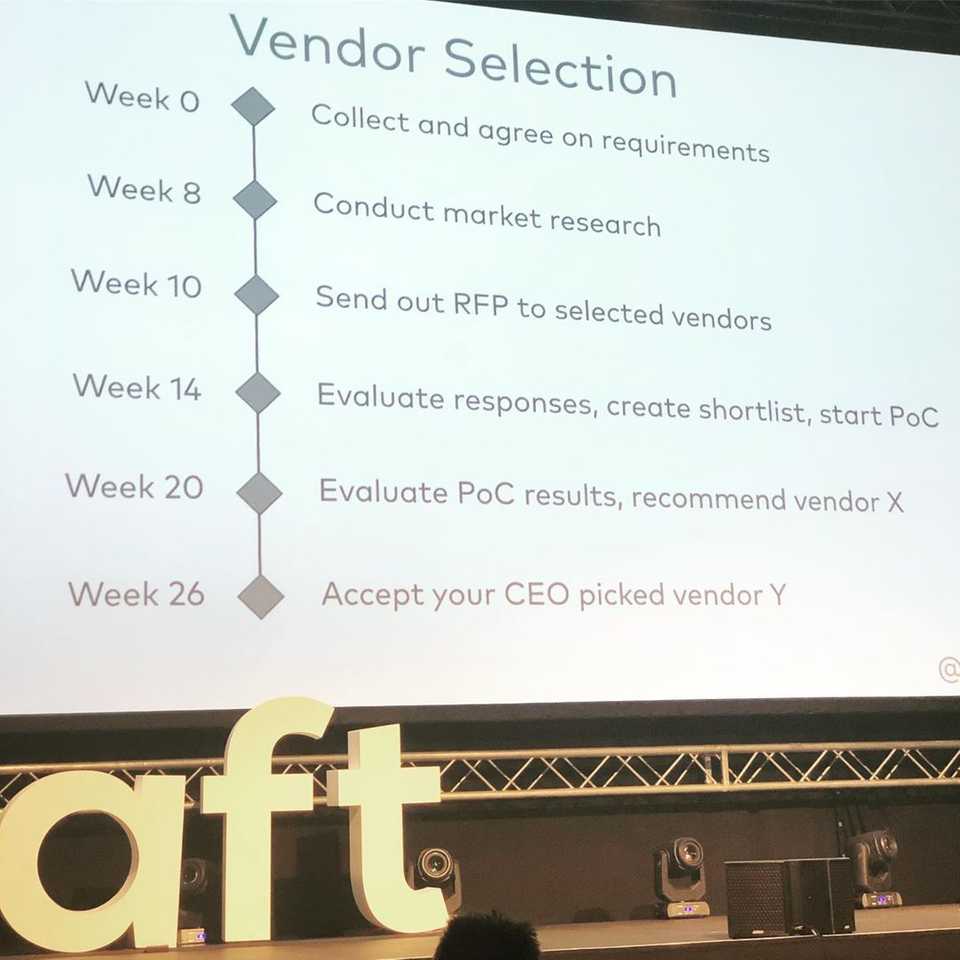 Vendor Selection
Week 0 Collect and agree on requirements
Week 8 Conduct market research
Week 10 Send out RFP to selected vendors
Week 14 Evaluate responses, create shortlist, start PoC
Week 20 Evaluate PoC results, recommend vendor X
Week 26 Accept your CEO picked vendor Y
@
aft